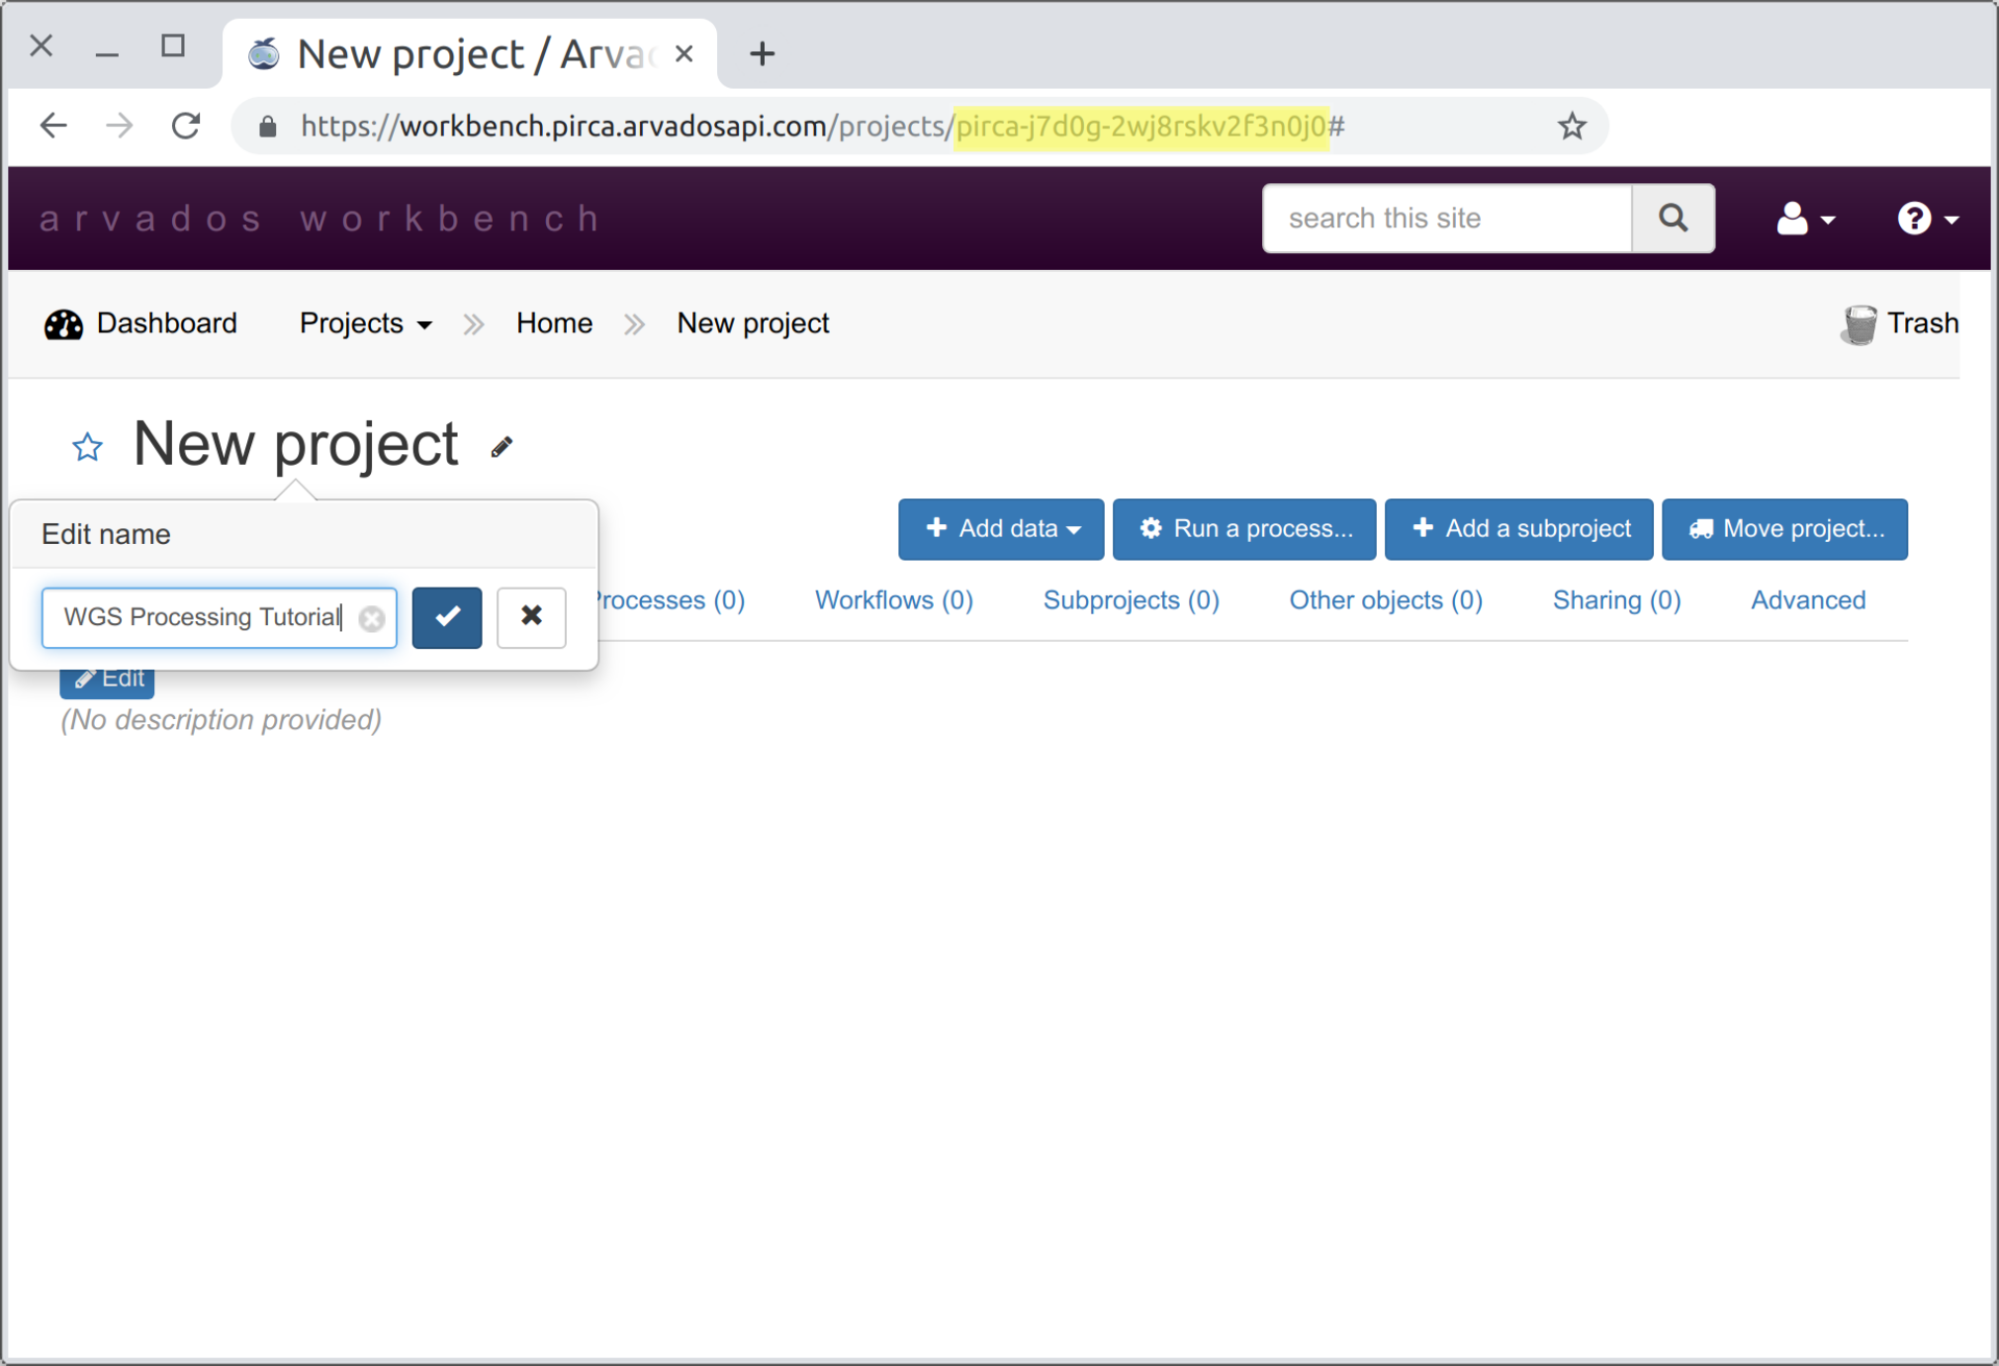 New project / Arva
https://workbench.pirca.arvadosapi.com/projects/pirca-j7d0g-2wj8rskv2f3n0j0#
arvados workbench
search this site
Dashboard Projects Home New project Trash
New project
Edit name
Add data Run a process... Add a subproject Move project...
WGS Processing Tutorial
Processes (0) Workflows (0) Subprojects (0) Other objects (0) Sharing (0) Advanced
Edit
(No description provided)